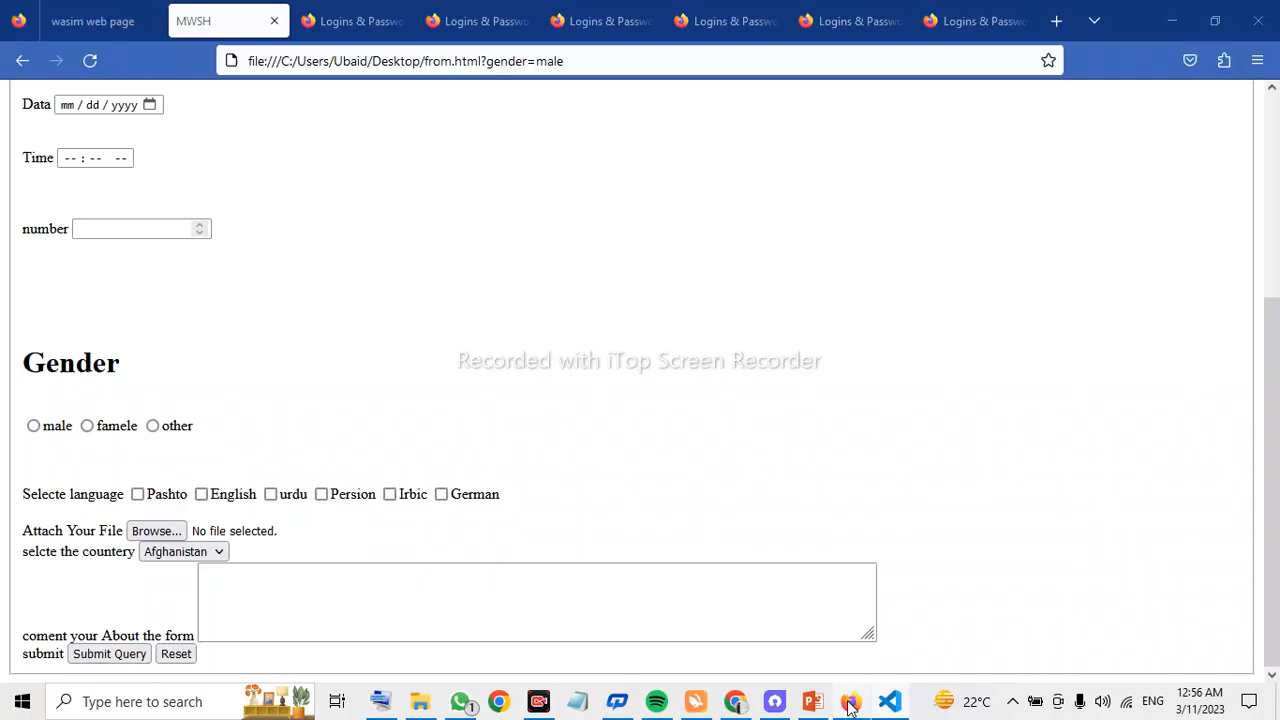 wasim web page
MWSH
Logins & Passwo
Logins & Passwo
Logins & Passwo
Logins & Passwo
Logins & Passwo
Logins & Passwo
file:///C:/Users/Ubaid/Desktop/from.html?gender=male
Data mm / dd / yyyy
Time -- : -- --
number
Gender
Recorded with iTop Screen Recorder
male famele other
Selecte language Pashto English urdu Persion Irbic German
Attach Your File Browse... No file selected.
selcte the countery Afghanistan
coment your About the form
submit Submit Query Reset
Type here to search
1
22°C
ENG
12:56 AM
3/11/2023